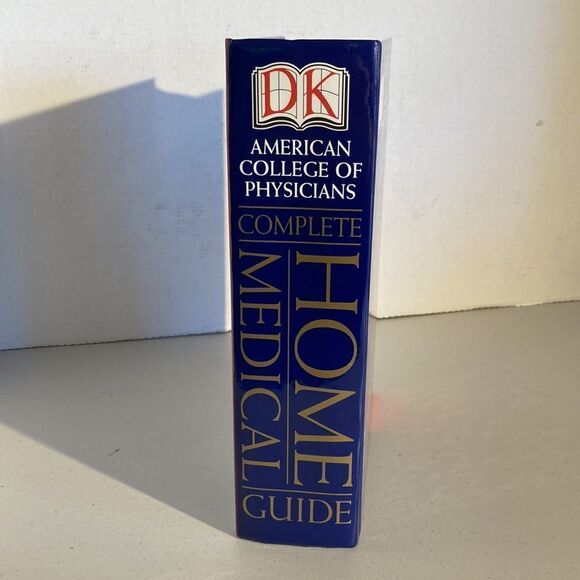 DK
AMERICAN
COLLEGE OF
PHYSICIANS
COMPLETE
HOME
MEDICAL
GUIDE